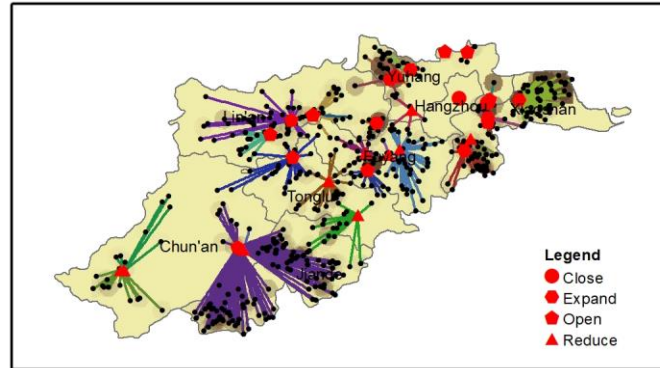 Yuhang
Hangzhou
Xiaoshan
Lin'an
Fuyang
Tonglu
Chun'an
Jiande
Legend
Close
Expand
Open
Reduce